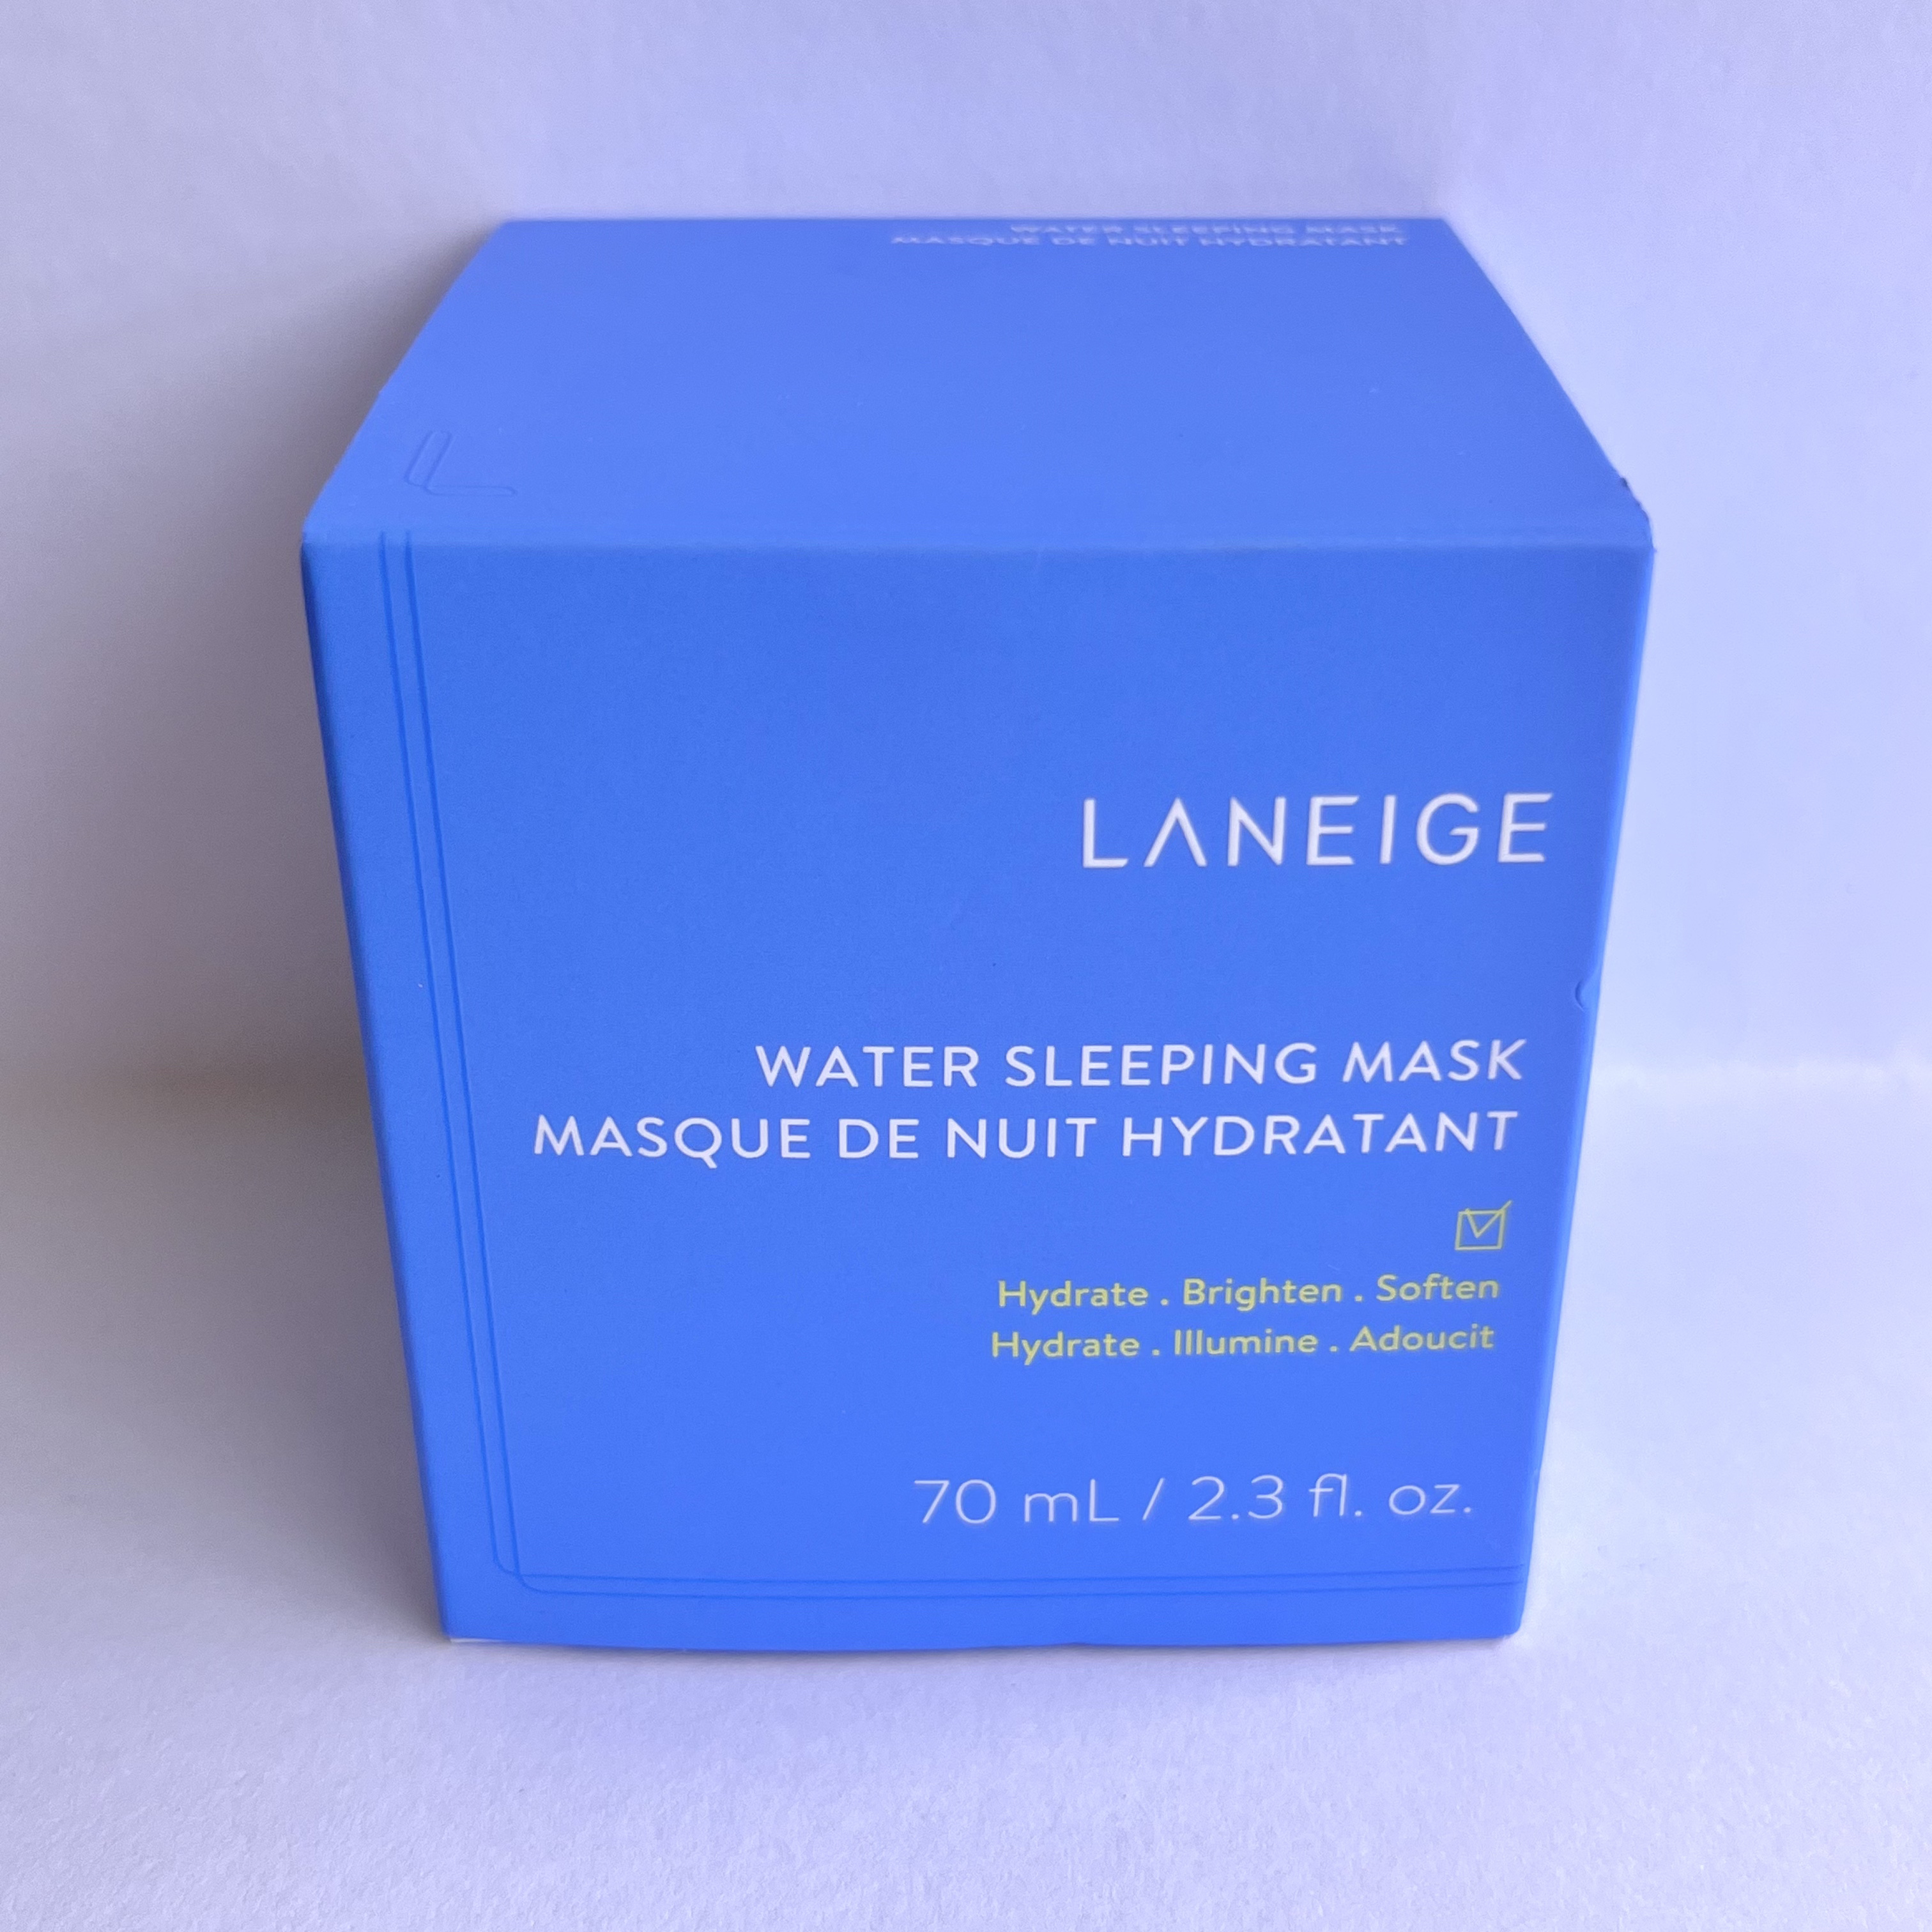 WATER SLEEPING MASK
MASQUE DE NUIT HYDRATANT
LANEIGE
WATER SLEEPING MASK
MASQUE DE NUIT HYDRATANT
Hydrate . Brighten . Soften
Hydrate . Illumine . Adoucit
70 mL / 2.3 fl. oz.